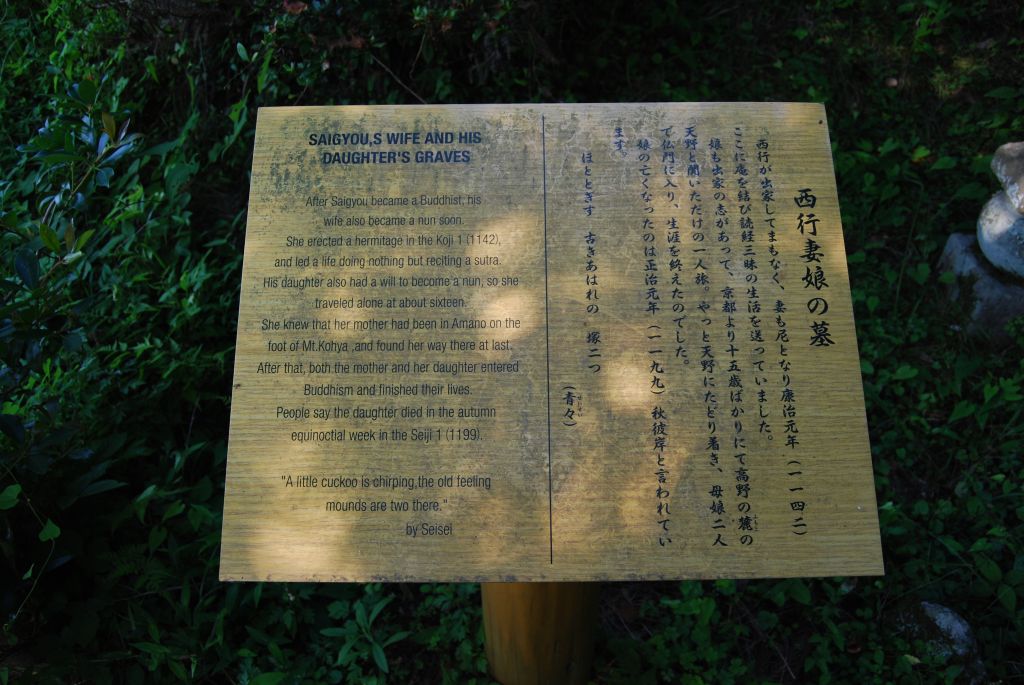 SAIGYOU,S WIFE AND HIS
DAUGHTER'S GRAVES
After Saigyou became a Buddhist, his
wife also became a nun soon.
She erected a hermitage in the Koji 1 (1142),
and led a life doing nothing but reciting a sutra.
His daughter also had a will to become a nun, so she
traveled alone at about sixteen.
She knew that her mother had been in Amano on the
foot of Mt.Kohya ,and found her way there at last.
After that, both the mother and her daughter entered
Buddhism and finished their lives.
People say the daughter died in the autumn
equinoctial week in the Seiji 1 (1199).
"A little cuckoo is chirping,the old feeling
mounds are two there."
by Seisei
西行妻娘の墓
西行が出家してまもなく、妻も尼となり康治元年(一一四二)
ここに庵を結び読経三昧の生活を送っていました。
娘も出家の志があって、京都より十五歳ばかりにて高野の麓の
天野と聞いただけの一人旅。やっと天野にたどり着き、母娘二人
で仏門に入り、生涯を終えたのでした。
娘の亡くなったのは正治元年(一一九九)秋彼岸と言われてい
ます。
ほととぎす 古きあはれの 塚二つ
(青々)